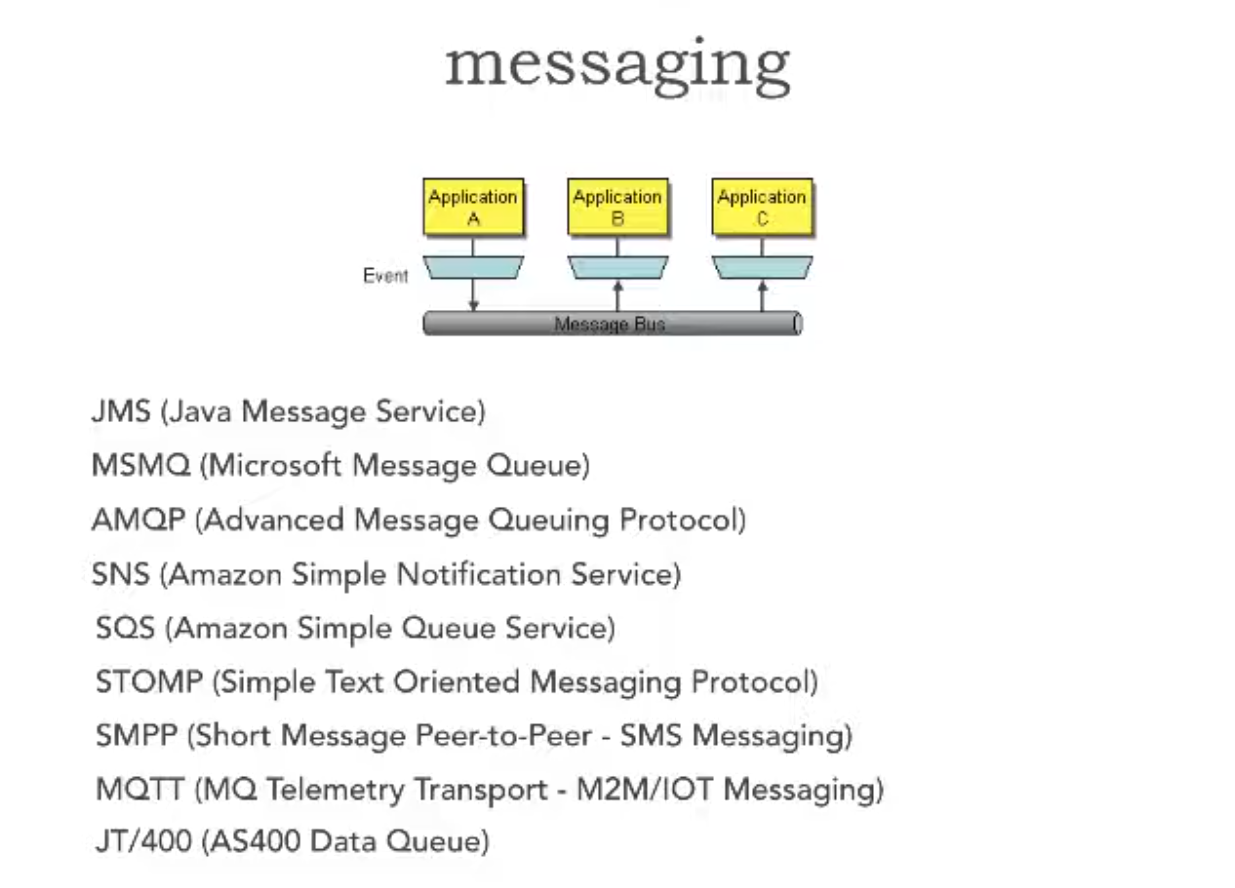 messaging
Application
A
Application
B
Application
C
Event
Message Bus
JMS (Java Message Service)
MSMQ (Microsoft Message Queue)
AMQP (Advanced Message Queuing Protocol)
SNS (Amazon Simple Notification Service)
SQS (Amazon Simple Queue Service)
STOMP (Simple Text Oriented Messaging Protocol)
SMPP (Short Message Peer-to-Peer - SMS Messaging)
MQTT (MQ Telemetry Transport - M2M/IOT Messaging)
JT/400 (AS400 Data Queue)